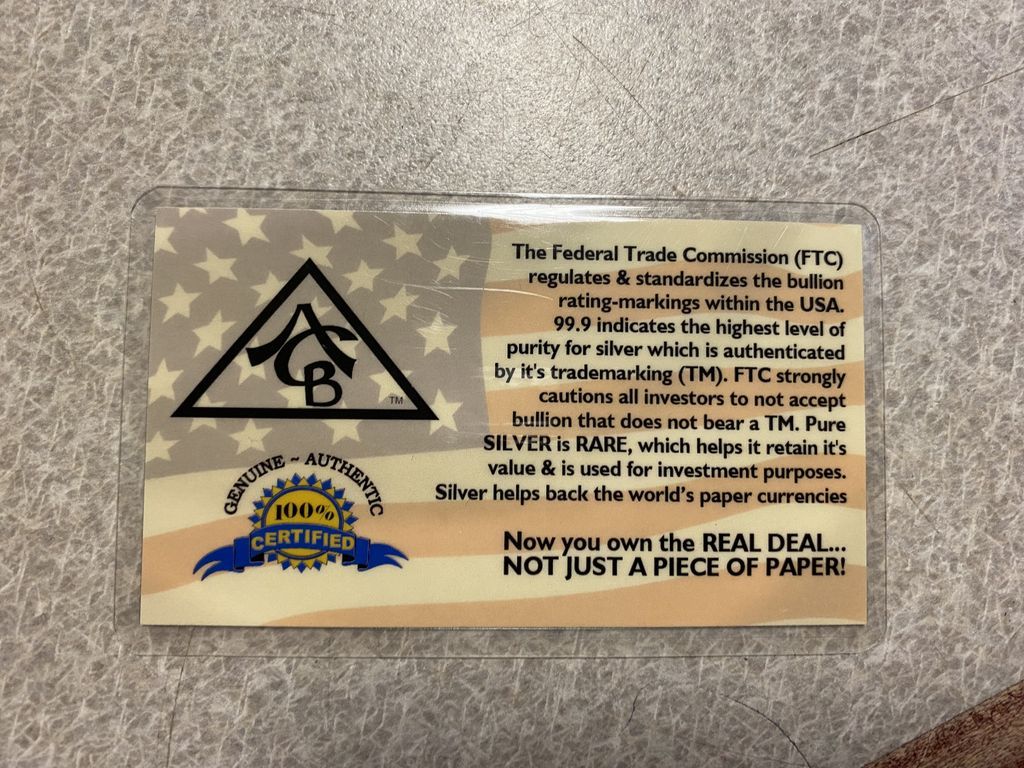 ACB
TM
GENUINE ~ AUTHENTIC
100%
CERTIFIED
The Federal Trade Commission (FTC)
regulates & standardizes the bullion
rating-markings within the USA.
99.9 indicates the highest level of
purity for silver which is authenticated
by it's trademarking (TM). FTC strongly
cautions all investors to not accept
bullion that does not bear a TM. Pure
SILVER is RARE, which helps it retain it's
value & is used for investment purposes.
Silver helps back the world's paper currencies
Now you own the REAL DEAL...
NOT JUST A PIECE OF PAPER!